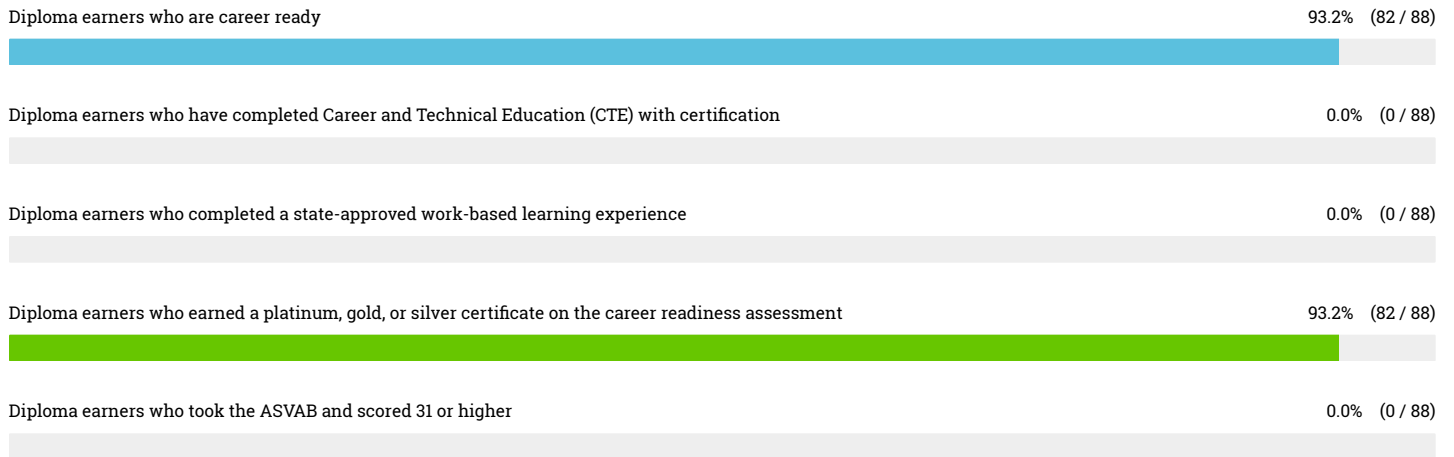 Diploma earners who are career ready 93.2% (82 / 88)
Diploma earners who have completed Career and Technical Education (CTE) with certification 0.0% (0 / 88)
Diploma earners who completed a state-approved work-based learning experience 0.0% (0 / 88)
Diploma earners who earned a platinum, gold, or silver certificate on the career readiness assessment 93.2% (82 / 88)
Diploma earners who took the ASVAB and scored 31 or higher 0.0% (0 / 88)